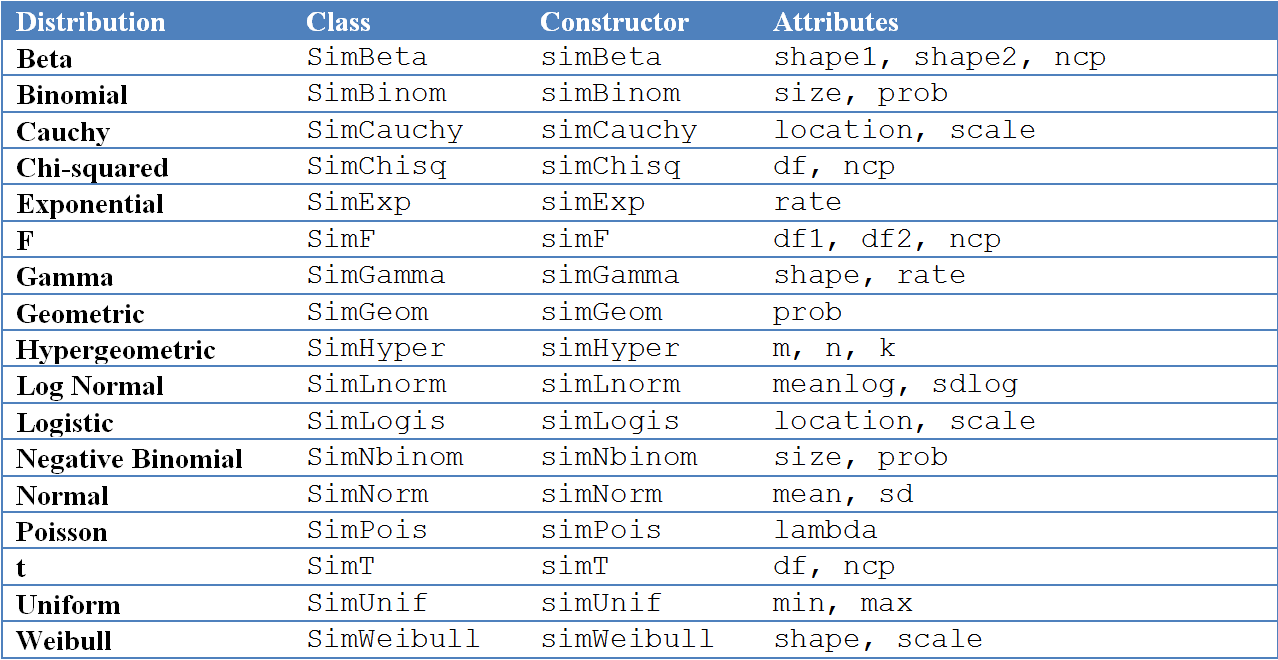 Distribution Class Constructor Attributes
Beta SimBeta simBeta shape1, shape2, ncp
Binomial SimBinom simBinom size, prob
Cauchy SimCauchy simCauchy location, scale
Chi-squared SimChisq simChisq df, ncp
Exponential SimExp simExp rate
F SimF simF df1, df2, ncp
Gamma SimGamma simGamma shape, rate
Geometric SimGeom simGeom prob
Hypergeometric SimHyper simHyper m, n, k
Log Normal SimLnorm simLnorm meanlog, sdlog
Logistic SimLogis simLogis location, scale
Negative Binomial SimNbinom simNbinom size, prob
Normal SimNorm simNorm mean, sd
Poisson SimPois simPois lambda
t SimT simT df, ncp
Uniform SimUnif simUnif min, max
Weibull SimWeibull simWeibull shape, scale